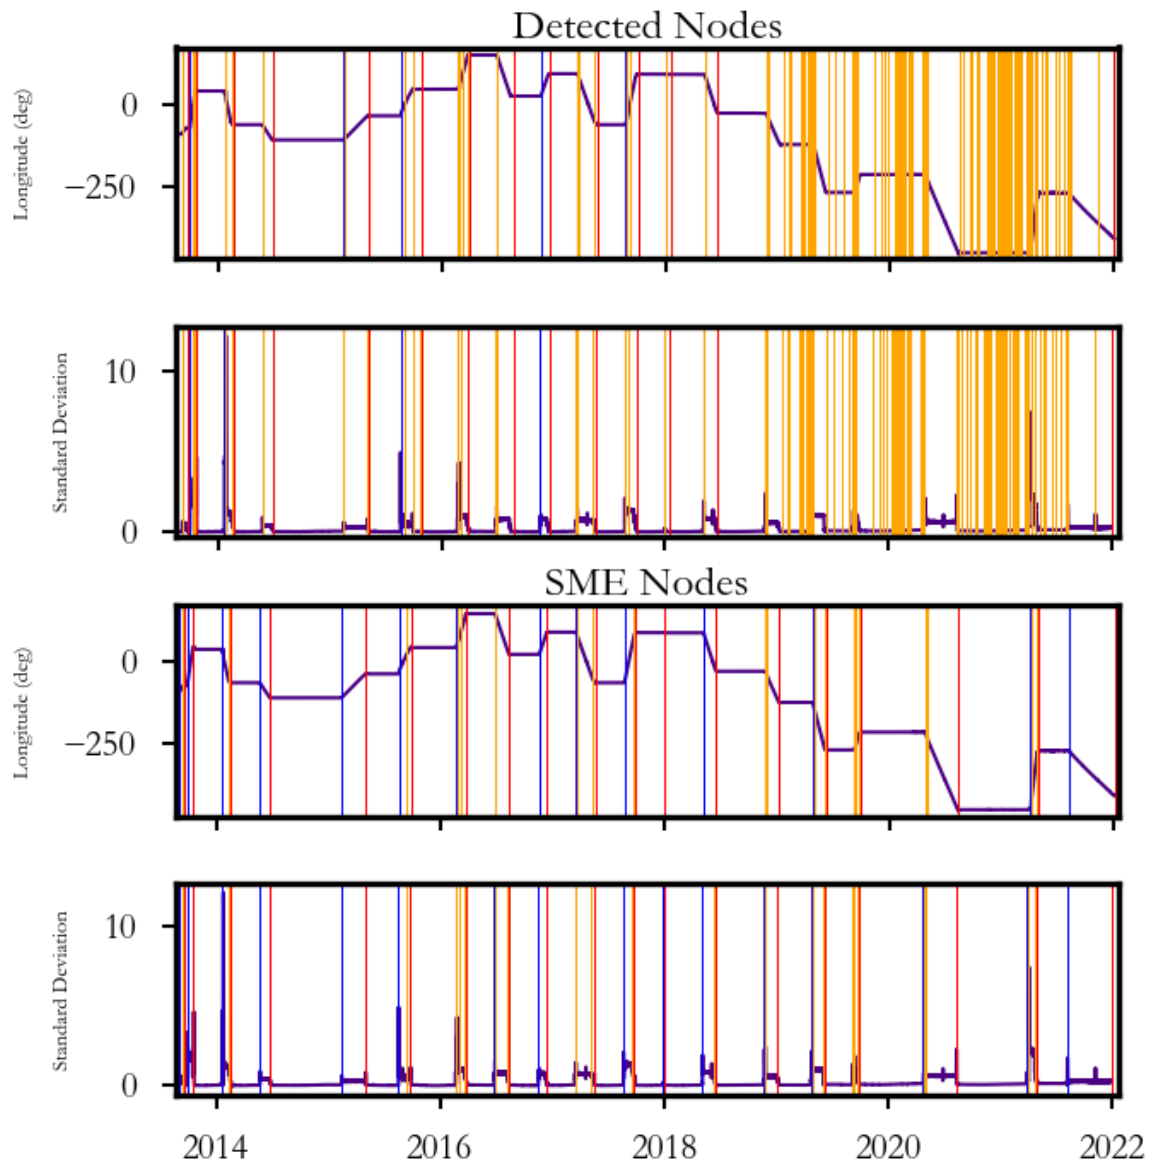 Detected Nodes
Longitude (deg)
0
−250
Standard Deviation
10
0
SME Nodes
Longitude (deg)
0
−250
Standard Deviation
10
0
2014 2016 2018 2020 2022